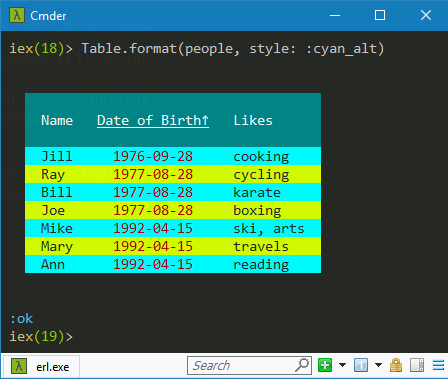 Cmder
iex(18)> Table.format(people, style: :cyan_alt)
Name Date of Birth↑ Likes
Jill 1976-09-28 cooking
Ray 1977-08-28 cycling
Bill 1977-08-28 karate
Joe 1977-08-28 boxing
Mike 1992-04-15 ski, arts
Mary 1992-04-15 travels
Ann 1992-04-15 reading
:ok
iex(19)>
λ erl.exe Search